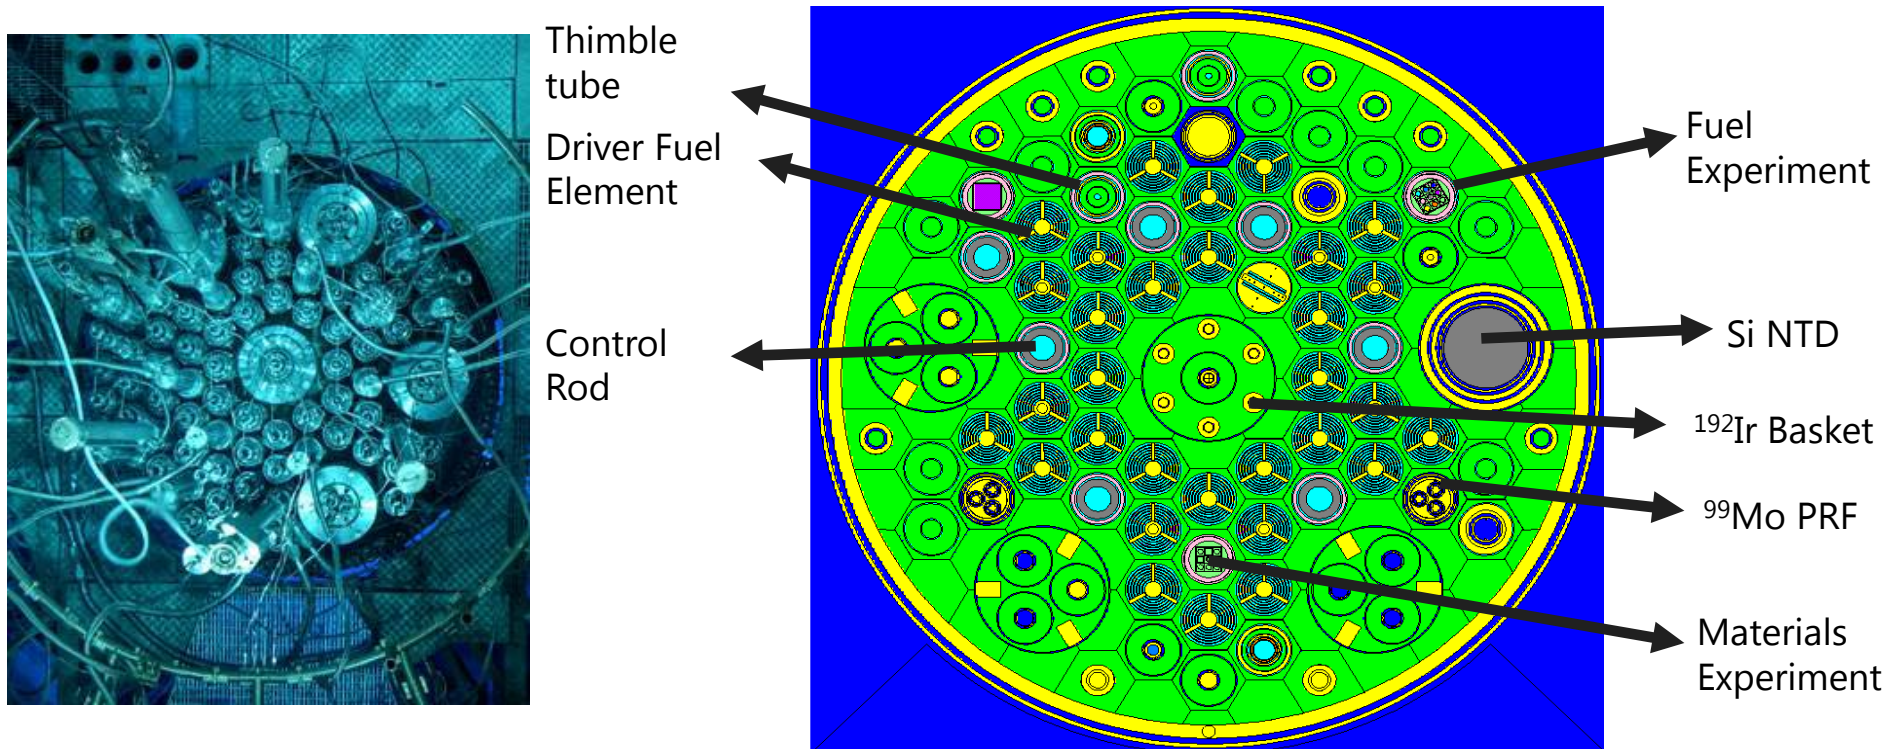 Thimble
tube
Driver Fuel
Element
Control
Rod
Fuel
Experiment
Si NTD
¹⁹²Ir Basket
⁹⁹Mo PRF
Materials
Experiment